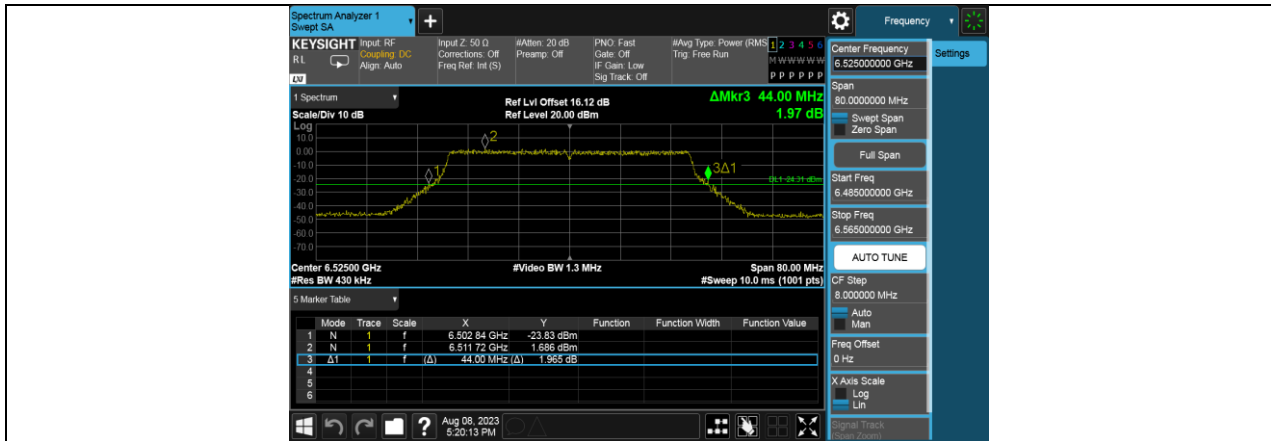 Spectrum Analyzer 1
Swept SA
+
Frequency
KEYSIGHT
RL
LXI
Input: RF
Coupling: DC
Align: Auto
Input Z: 50 Ω
Corrections: Off
Freq Ref: Int (S)
#Atten: 20 dB
Preamp: Off
PNO: Fast
Gate: Off
IF Gain: Low
Sig Track: Off
#Avg Type: Power (RMS
Trig: Free Run
1 2 3 4 5 6
M W W W W W
P P P P P P
1 Spectrum
Scale/Div 10 dB
Ref Lvl Offset 16.12 dB
Ref Level 20.00 dBm
ΔMkr3 44.00 MHz
1.97 dB
Log
10.0
0.00
-10.0
-20.0
-30.0
-40.0
-50.0
-60.0
-70.0
1
2
3Δ1
DL1 -24.31 dBm
Center 6.52500 GHz
#Res BW 430 kHz
#Video BW 1.3 MHz
Span 80.00 MHz
#Sweep 10.0 ms (1001 pts)
5 Marker Table
Mode Trace Scale X Y Function Function Width Function Value
1 N 1 f 6.502 84 GHz -23.83 dBm
2 N 1 f 6.511 72 GHz 1.686 dBm
3 Δ1 1 f (Δ) 44.00 MHz (Δ) 1.965 dB
4
5
6
?
Aug 08, 2023
5:20:13 PM
Center Frequency
6.525000000 GHz
Settings
Span
80.0000000 MHz
Swept Span
Zero Span
Full Span
Start Freq
6.485000000 GHz
Stop Freq
6.565000000 GHz
AUTO TUNE
CF Step
8.000000 MHz
Auto
Man
Freq Offset
0 Hz
X Axis Scale
Log
Lin
Signal Track
(Span Zoom)